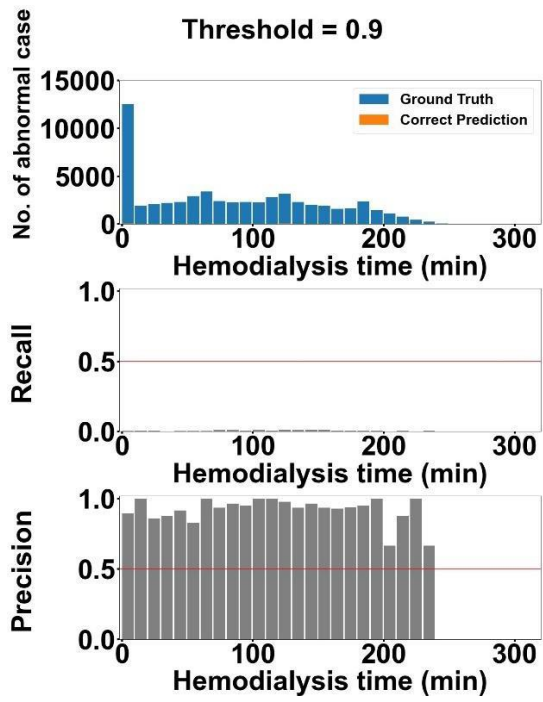 Threshold = 0.9
No. of abnormal case
15000
10000
5000
0
Ground Truth
Correct Prediction
0 100 200 300
Hemodialysis time (min)
Recall
1.0
0.5
0.0
0 100 200 300
Hemodialysis time (min)
Precision
1.0
0.5
0.0
0 100 200 300
Hemodialysis time (min)